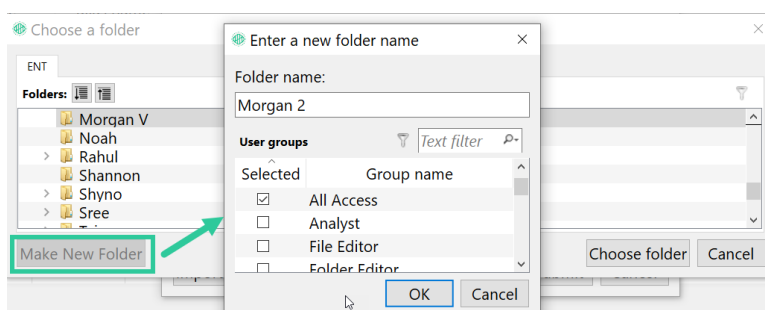 Choose a folder
ENT
Folders:
Morgan V
Noah
Rahul
Shannon
Shyno
Sree
Make New Folder
Choose folder
Cancel
Enter a new folder name
Folder name:
Morgan 2
User groups
Text filter
Selected
Group name
All Access
Analyst
File Editor
Folder Editor
OK
Cancel